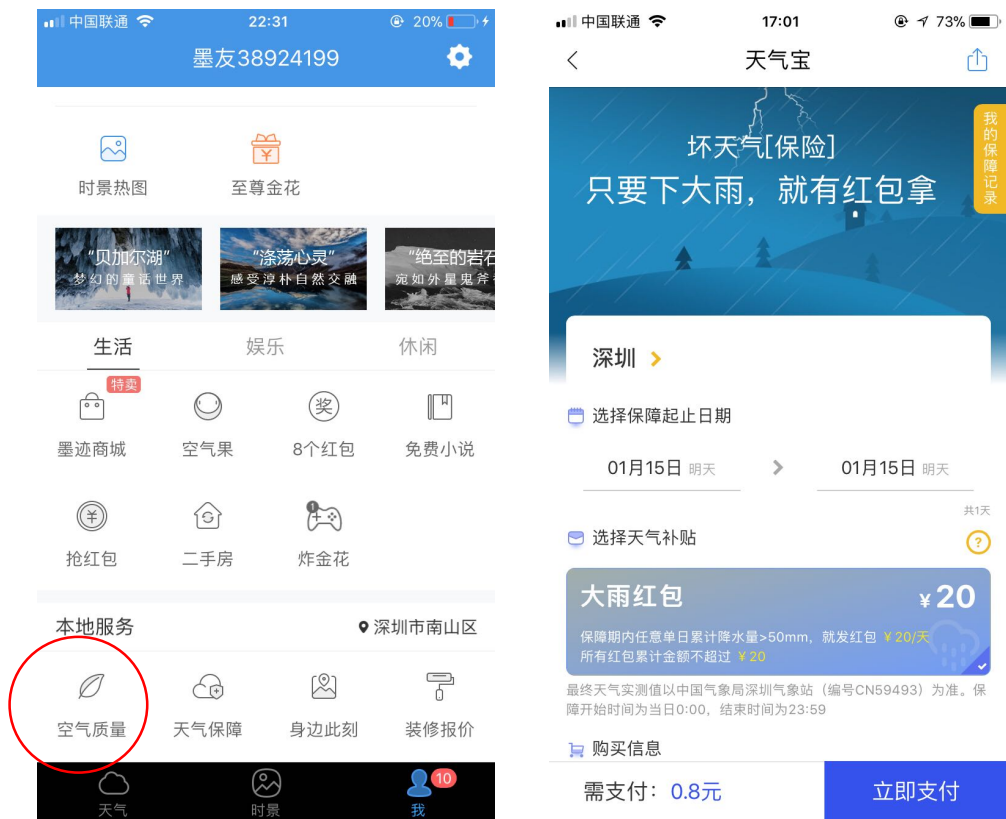 中国联通
22:31
20%
墨友38924199
时景热图
至尊金花
“贝加尔湖”
梦幻的童话世界
“涤荡心灵”
感受淳朴自然交融
“绝至的岩石
宛如外星鬼斧
生活
娱乐
休闲
特卖
墨迹商城
空气果
奖
8个红包
免费小说
¥
抢红包
二手房
1
炸金花
本地服务
深圳市南山区
空气质量
天气保障
身边此刻
装修报价
天气
时景
10
我
中国联通
17:01
73%
天气宝
我的保障记录
坏天气[保险]
只要下大雨，就有红包拿
深圳
选择保障起止日期
01月15日 明天
01月15日 明天
共1天
选择天气补贴
?
大雨红包
¥20
保障期内任意单日累计降水量>50mm，就发红包 ¥20/天
所有红包累计金额不超过 ¥20
最终天气实测值以中国气象局深圳气象站（编号CN59493）为准。保
障开始时间为当日0:00，结束时间为23:59
购买信息
需支付：0.8元
立即支付